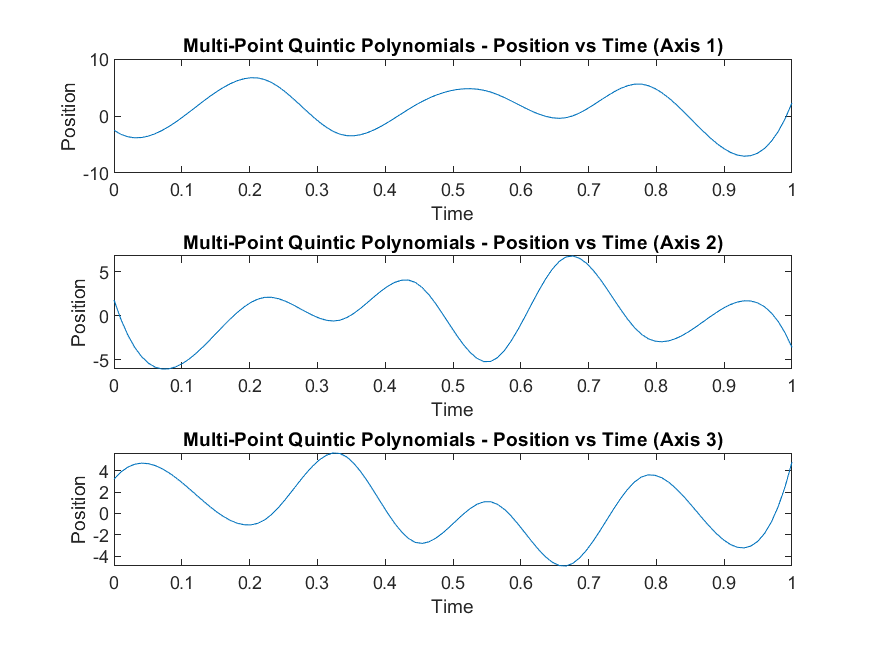 Multi-Point Quintic Polynomials - Position vs Time (Axis 1)
10
0
-10
Position
0 0.1 0.2 0.3 0.4 0.5 0.6 0.7 0.8 0.9 1
Time
Multi-Point Quintic Polynomials - Position vs Time (Axis 2)
5
0
-5
Position
0 0.1 0.2 0.3 0.4 0.5 0.6 0.7 0.8 0.9 1
Time
Multi-Point Quintic Polynomials - Position vs Time (Axis 3)
4
2
0
-2
-4
Position
0 0.1 0.2 0.3 0.4 0.5 0.6 0.7 0.8 0.9 1
Time